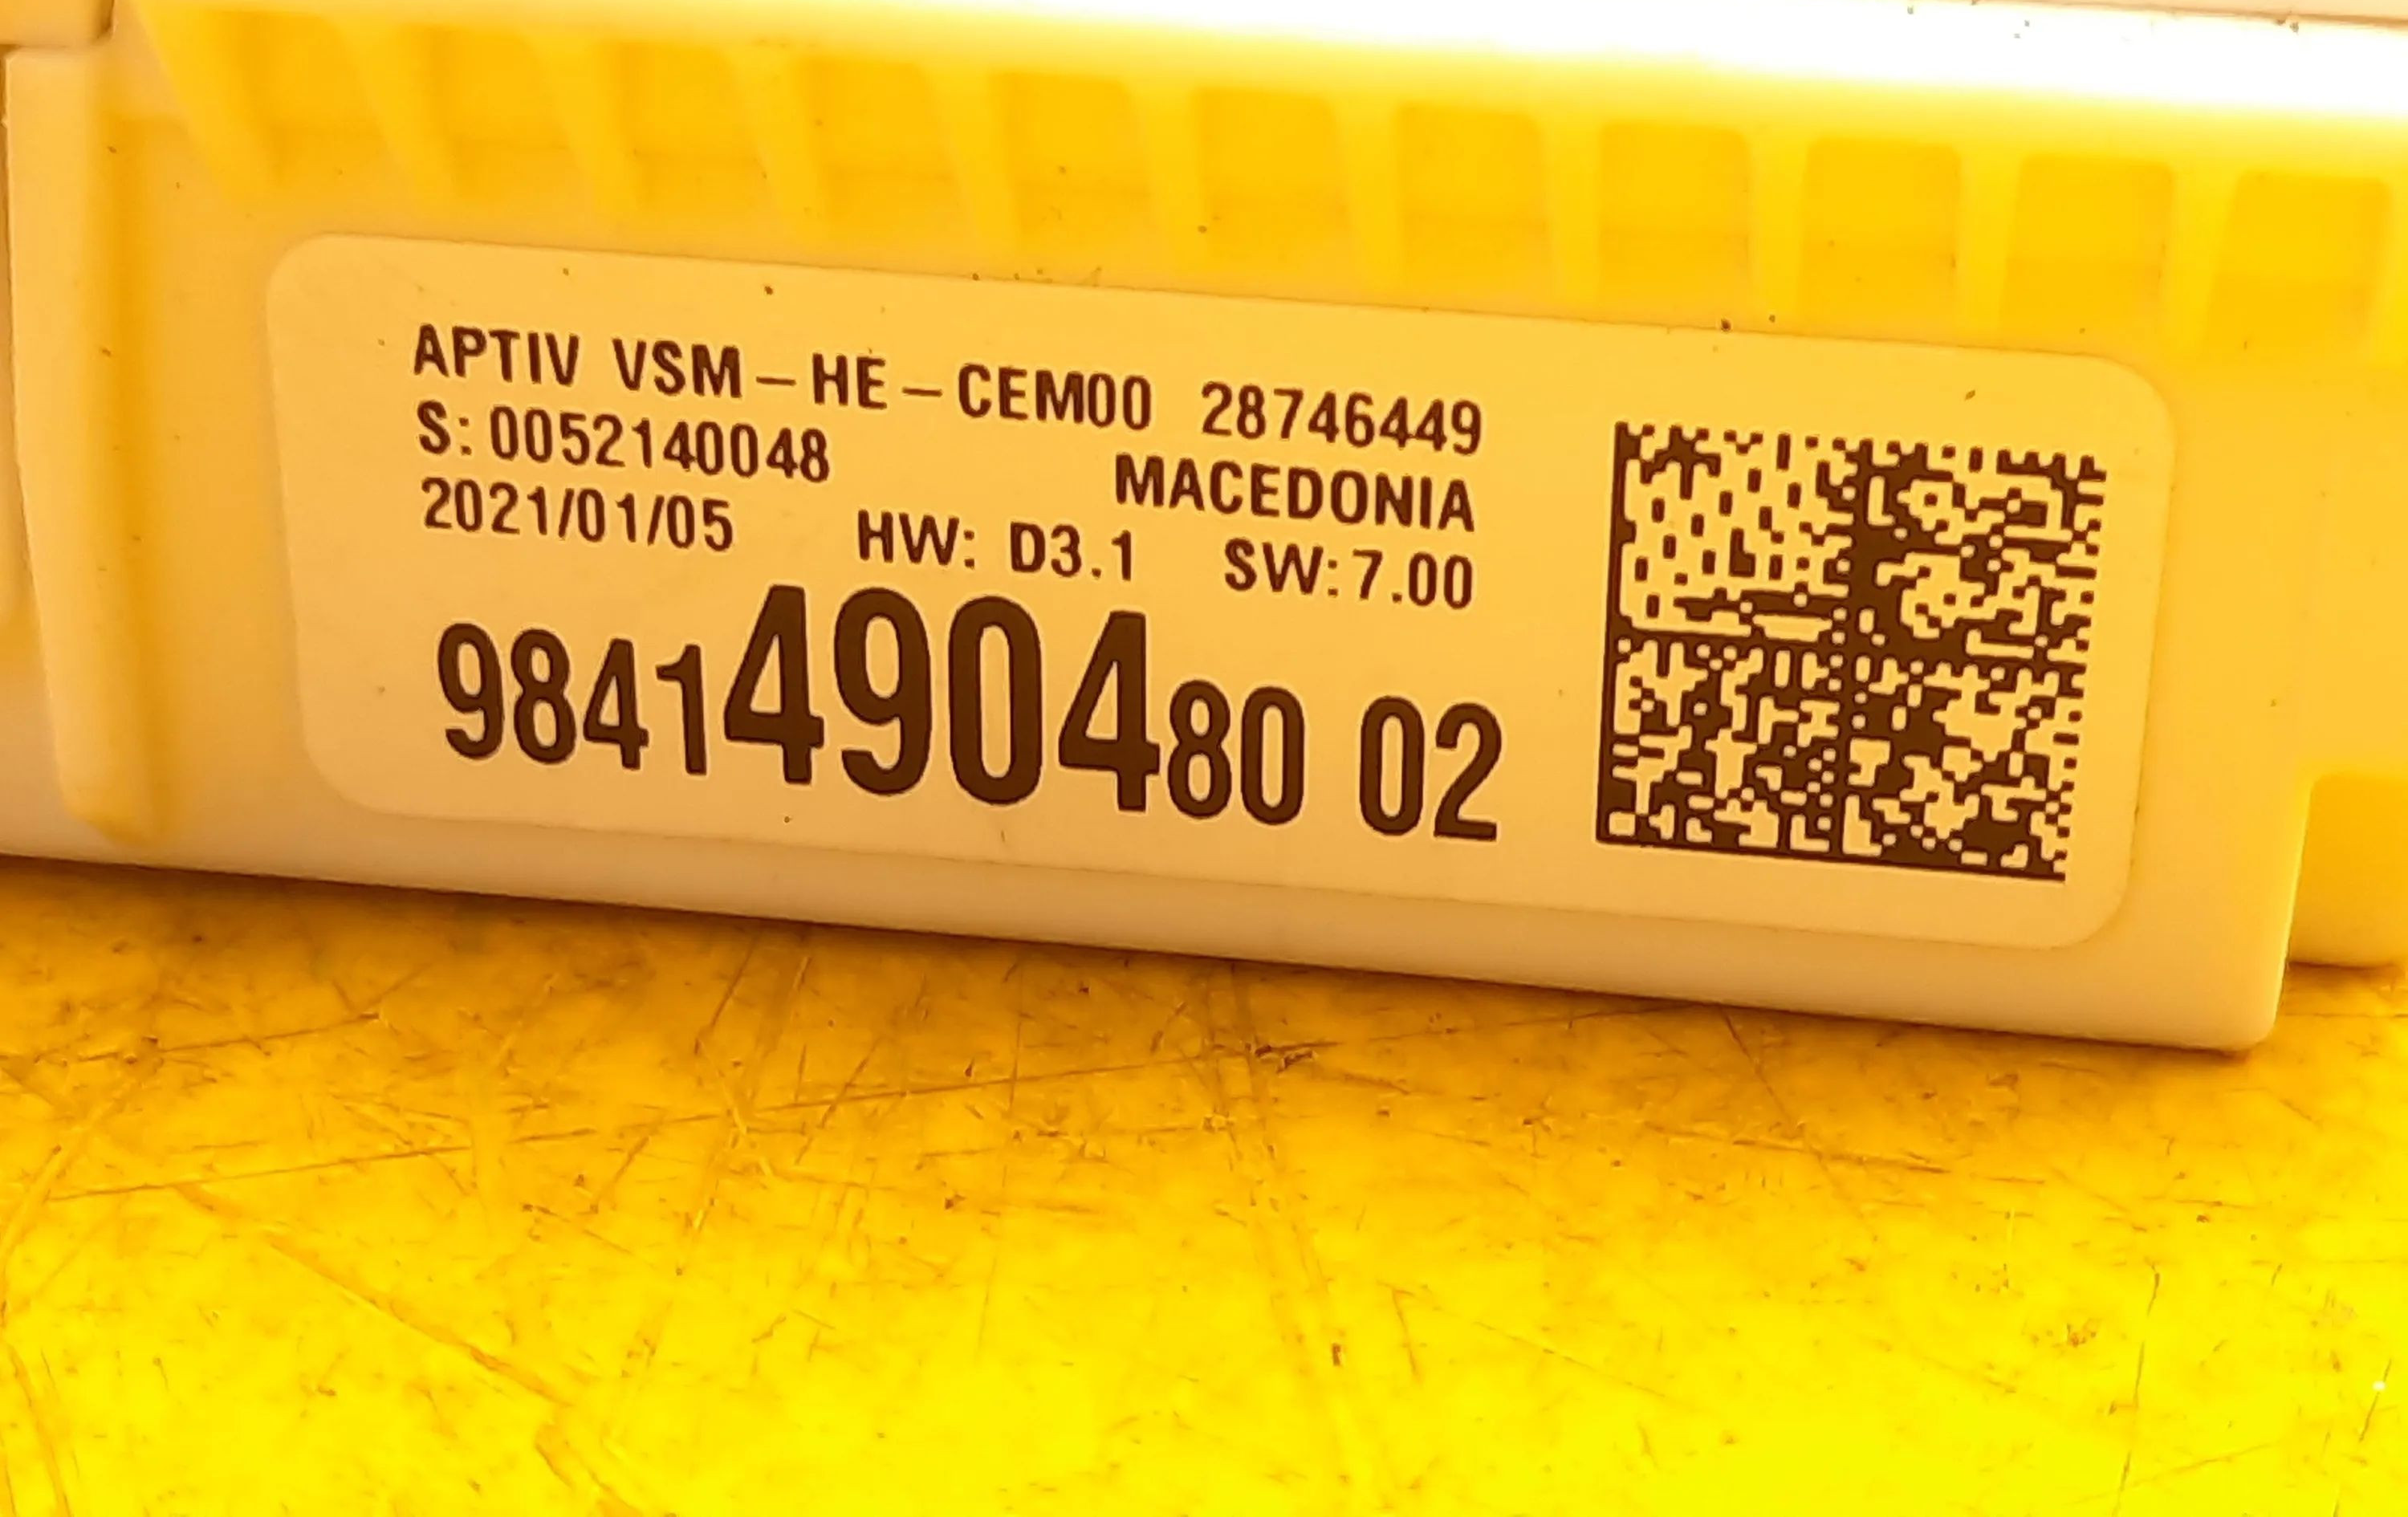 APTIV VSM-HE-CEM00 28746449
S:0052140048 MACEDONIA
2021/01/05 HW: D3.1 SW:7.00
9841490480 02